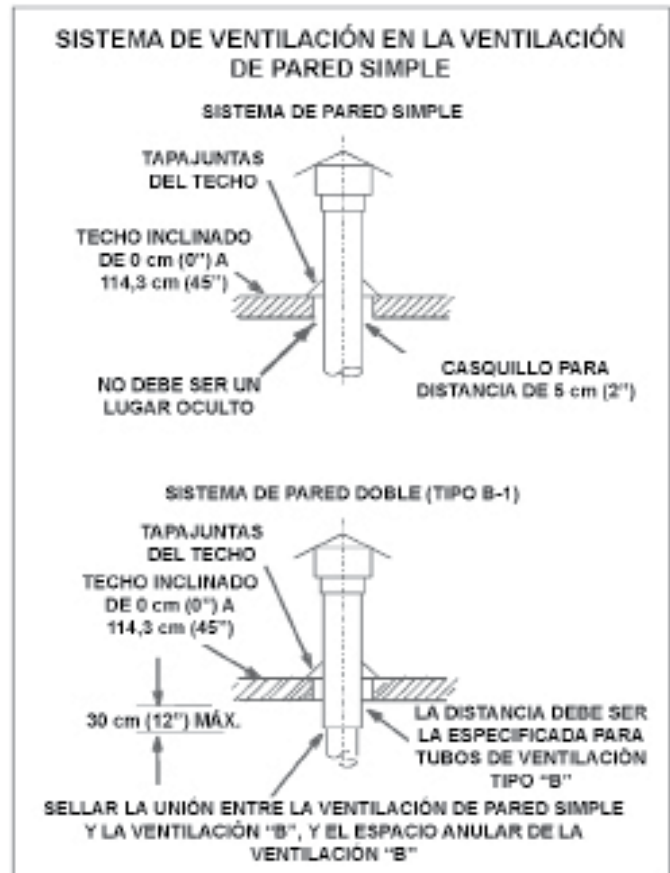 SISTEMA DE VENTILACIÓN EN LA VENTILACIÓN
DE PARED SIMPLE
SISTEMA DE PARED SIMPLE
TAPAJUNTAS
DEL TECHO
TECHO INCLINADO
DE 0 cm (0") A
114,3 cm (45")
NO DEBE SER UN
LUGAR OCULTO
CASQUILLO PARA
DISTANCIA DE 5 cm (2")
SISTEMA DE PARED DOBLE (TIPO B-1)
TAPAJUNTAS
DEL TECHO
TECHO INCLINADO
DE 0 cm (0") A
114,3 cm (45")
30 cm (12") MÁX.
LA DISTANCIA DEBE SER
LA ESPECIFICADA PARA
TUBOS DE VENTILACIÓN
TIPO "B"
SELLAR LA UNIÓN ENTRE LA VENTILACIÓN DE PARED SIMPLE
Y LA VENTILACIÓN "B", Y EL ESPACIO ANULAR DE LA
VENTILACIÓN "B"